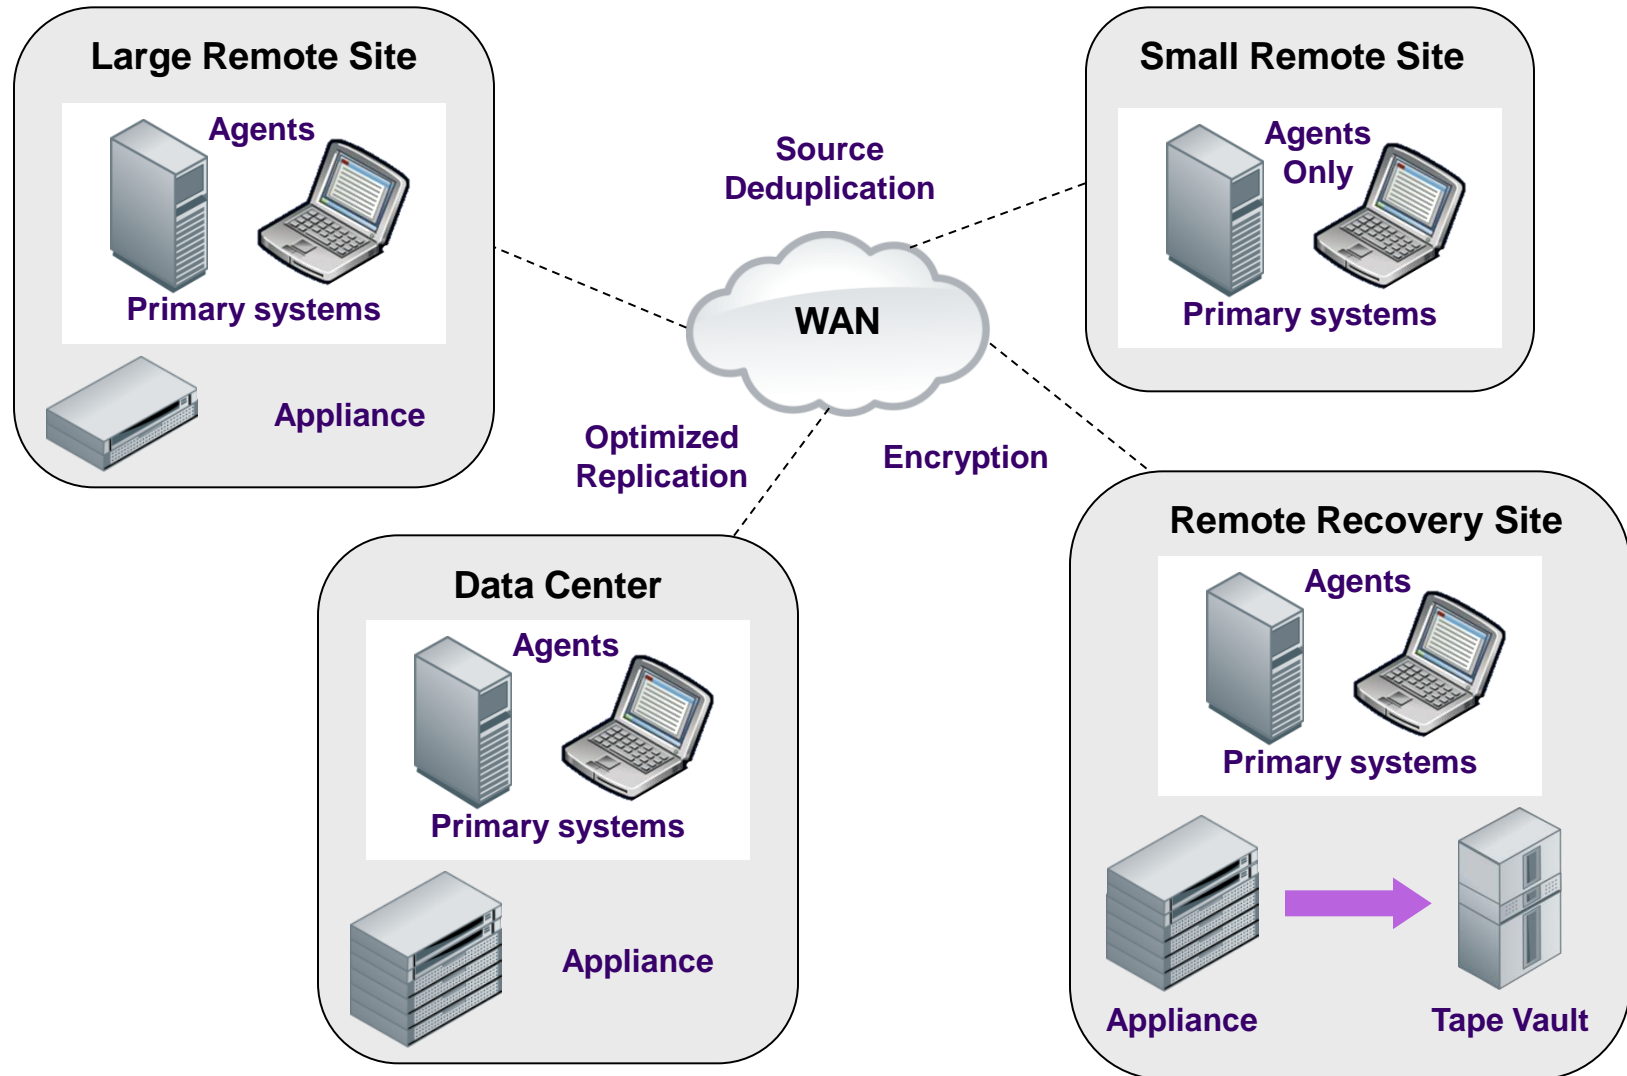 Large Remote Site
Agents
Primary systems
Appliance
Small Remote Site
Agents
Only
Primary systems
Source
Deduplication
WAN
Optimized
Replication
Encryption
Data Center
Agents
Primary systems
Appliance
Remote Recovery Site
Agents
Primary systems
Appliance
Tape Vault